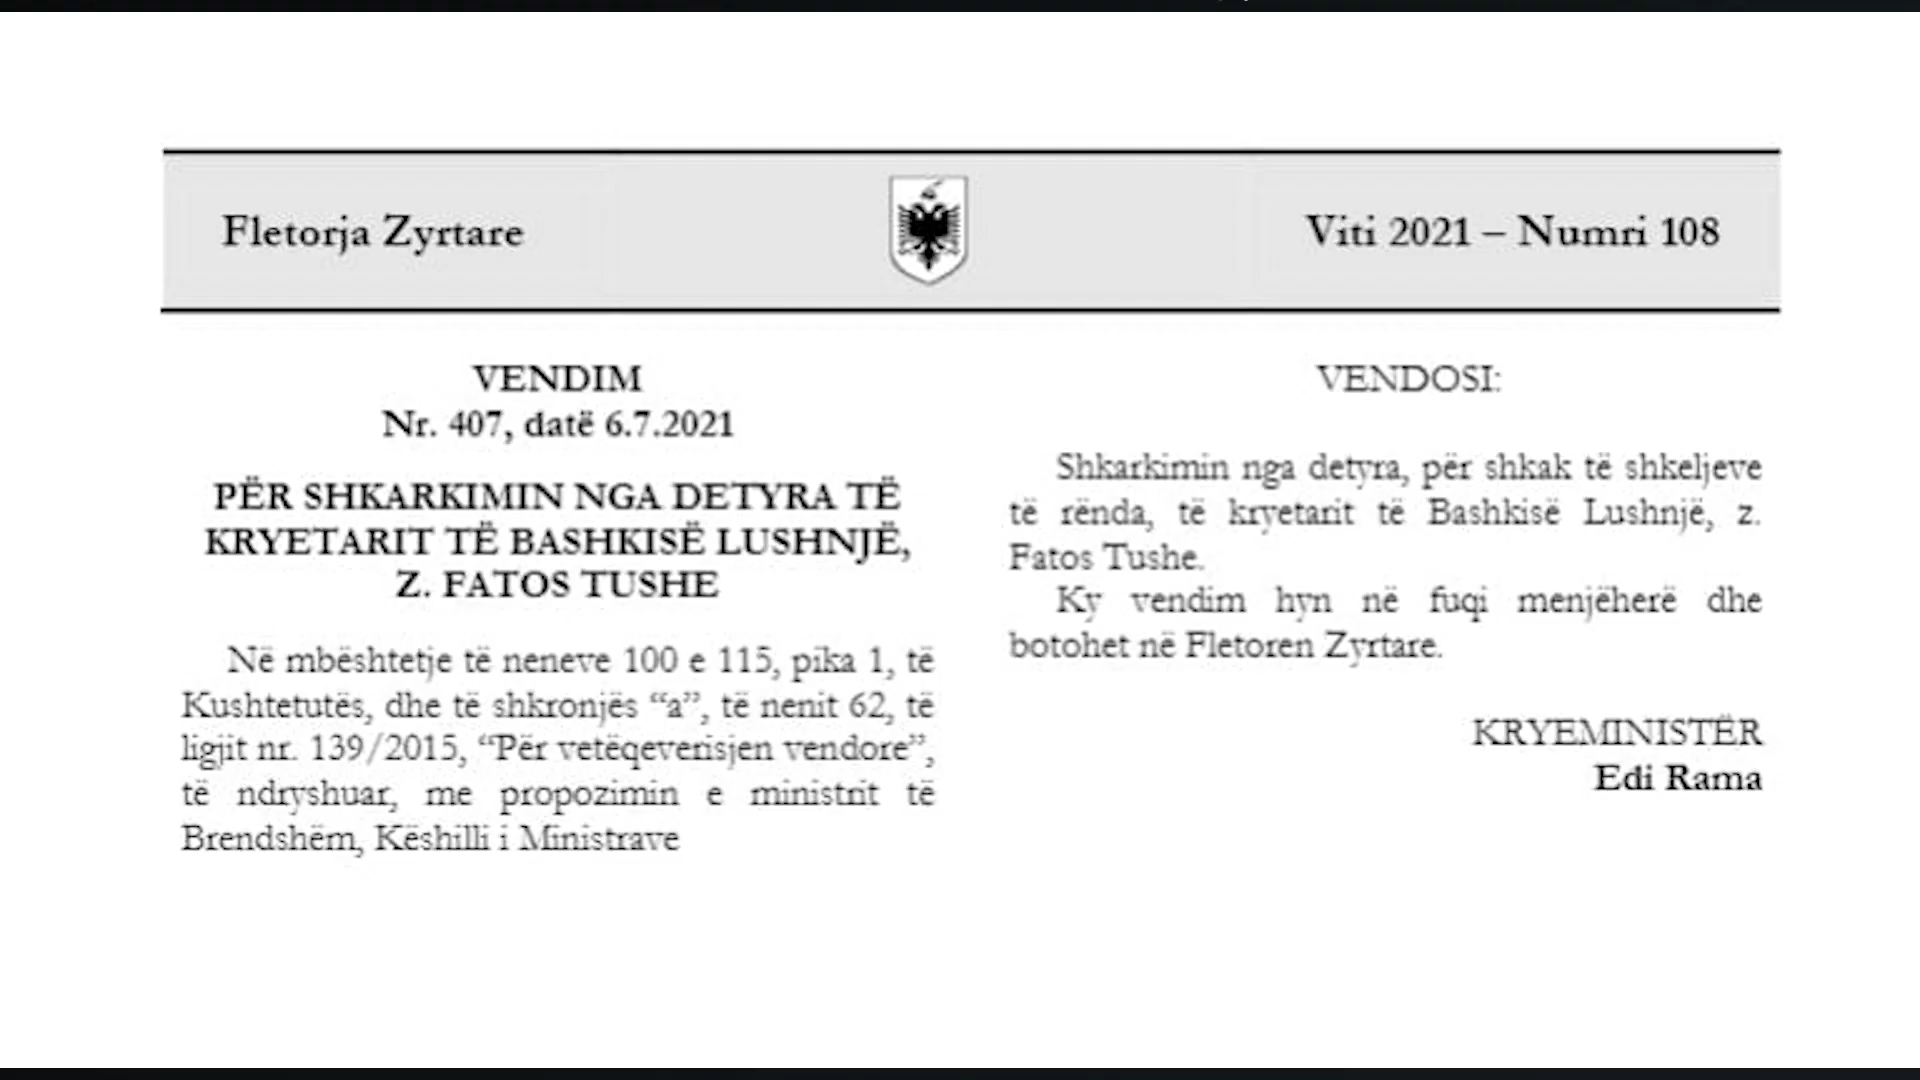 Fletorja Zyrtare
Viti 2021 – Numri 108
VENDIM
Nr. 407, datë 6.7.2021
PËR SHKARKIMIN NGA DETYRA TË
KRYETARIT TË BASHKISË LUSHNJË,
Z. FATOS TUSHE
Në mbështetje të neneve 100 e 115, pika 1, të
Kushtetutës, dhe të shkronjës “a”, të nenit 62, të
ligjit nr. 139/2015, “Për vetëqeverisjen vendore”,
të ndryshuar, me propozimin e ministrit të
Brendshëm, Këshilli i Ministrave
VENDOSI:
Shkarkimin nga detyra, për shkak të shkeljeve
të rënda, të kryetarit të Bashkisë Lushnjë, z.
Fatos Tushe.
Ky vendim hyn në fuqi menjëherë dhe
botohet në Fletoren Zyrtare.
KRYEMINISTËR
Edi Rama